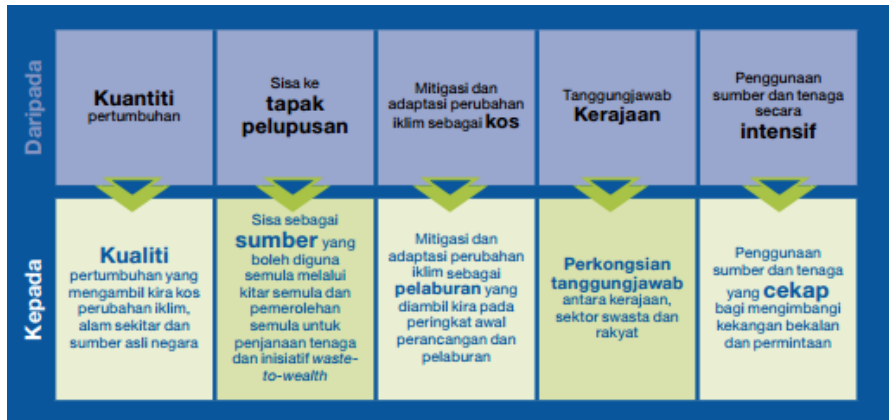 Daripada
Kuantiti
pertumbuhan
Sisa ke
tapak
pelupusan
Mitigasi dan
adaptasi perubahan
iklim sebagai kos
Tanggungjawab
Kerajaan
Penggunaan
sumber dan tenaga
secara
intensif
Kepada
Kualiti
pertumbuhan yang
mengambil kira kos
perubahan iklim,
alam sekitar dan
sumber asli negara
Sisa sebagai
sumber yang
boleh diguna
semula melalui
kitar semula dan
pemerolehan
semula untuk
penjanaan tenaga
dan inisiatif waste-
to-wealth
Mitigasi dan
adaptasi perubahan
iklim sebagai
pelaburan yang
diambil kira pada
peringkat awal
perancangan dan
pelaburan
Perkongsian
tanggungjawab
antara kerajaan,
sektor swasta dan
rakyat
Penggunaan
sumber dan tenaga
yang cekap
bagi mengimbangi
kekangan bekalan
dan permintaan